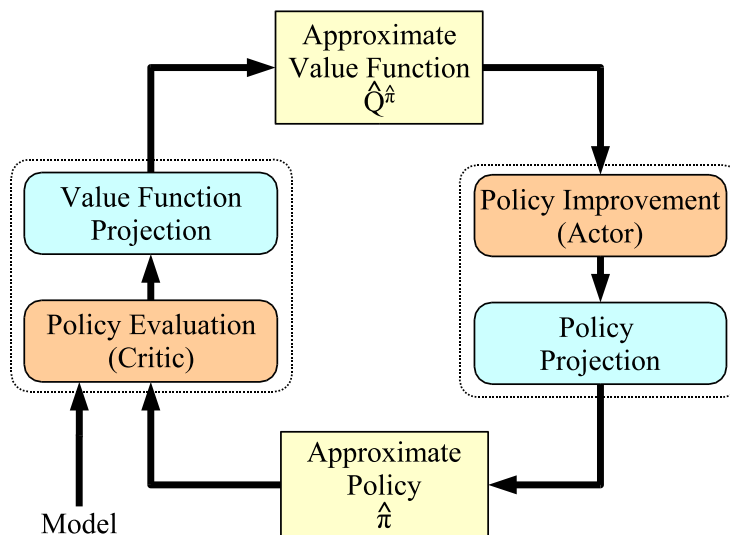 Approximate
Value Function
Q̂^π̂
Value Function
Projection
Policy Improvement
(Actor)
Policy Evaluation
(Critic)
Policy
Projection
Approximate
Policy
π̂
Model